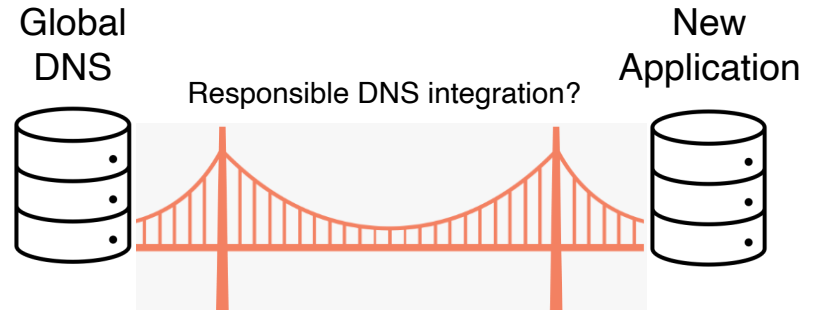 Global
DNS
New
Application
Responsible DNS integration?